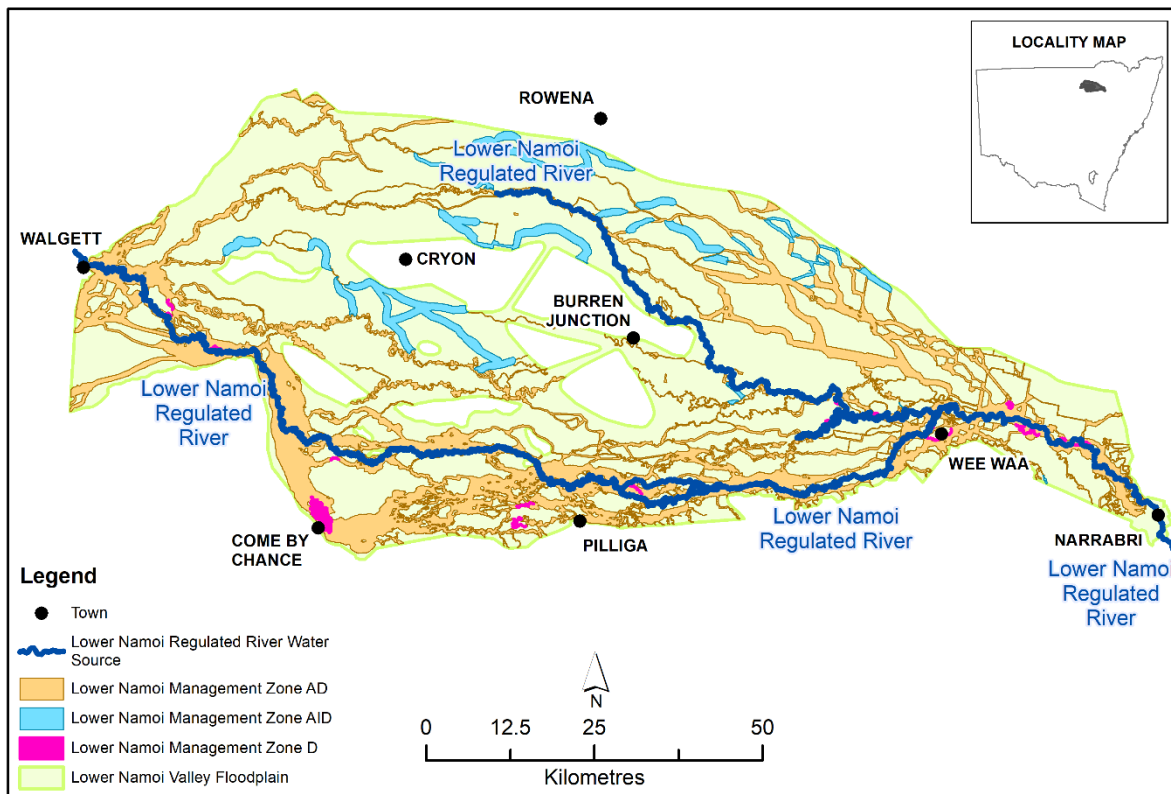 LOCALITY MAP
ROWENA
Lower Namoi
Regulated River
WALGETT
CRYON
BURREN
JUNCTION
Lower Namoi
Regulated
River
WEE WAA
Lower Namoi
Regulated River
COME BY
CHANCE
PILLIGA
NARRABRI
Lower Namoi
Regulated
River
Legend
Town
Lower Namoi Regulated River Water
Source
Lower Namoi Management Zone AD
Lower Namoi Management Zone AID
Lower Namoi Management Zone D
Lower Namoi Valley Floodplain
N
0 12.5 25 50
Kilometres